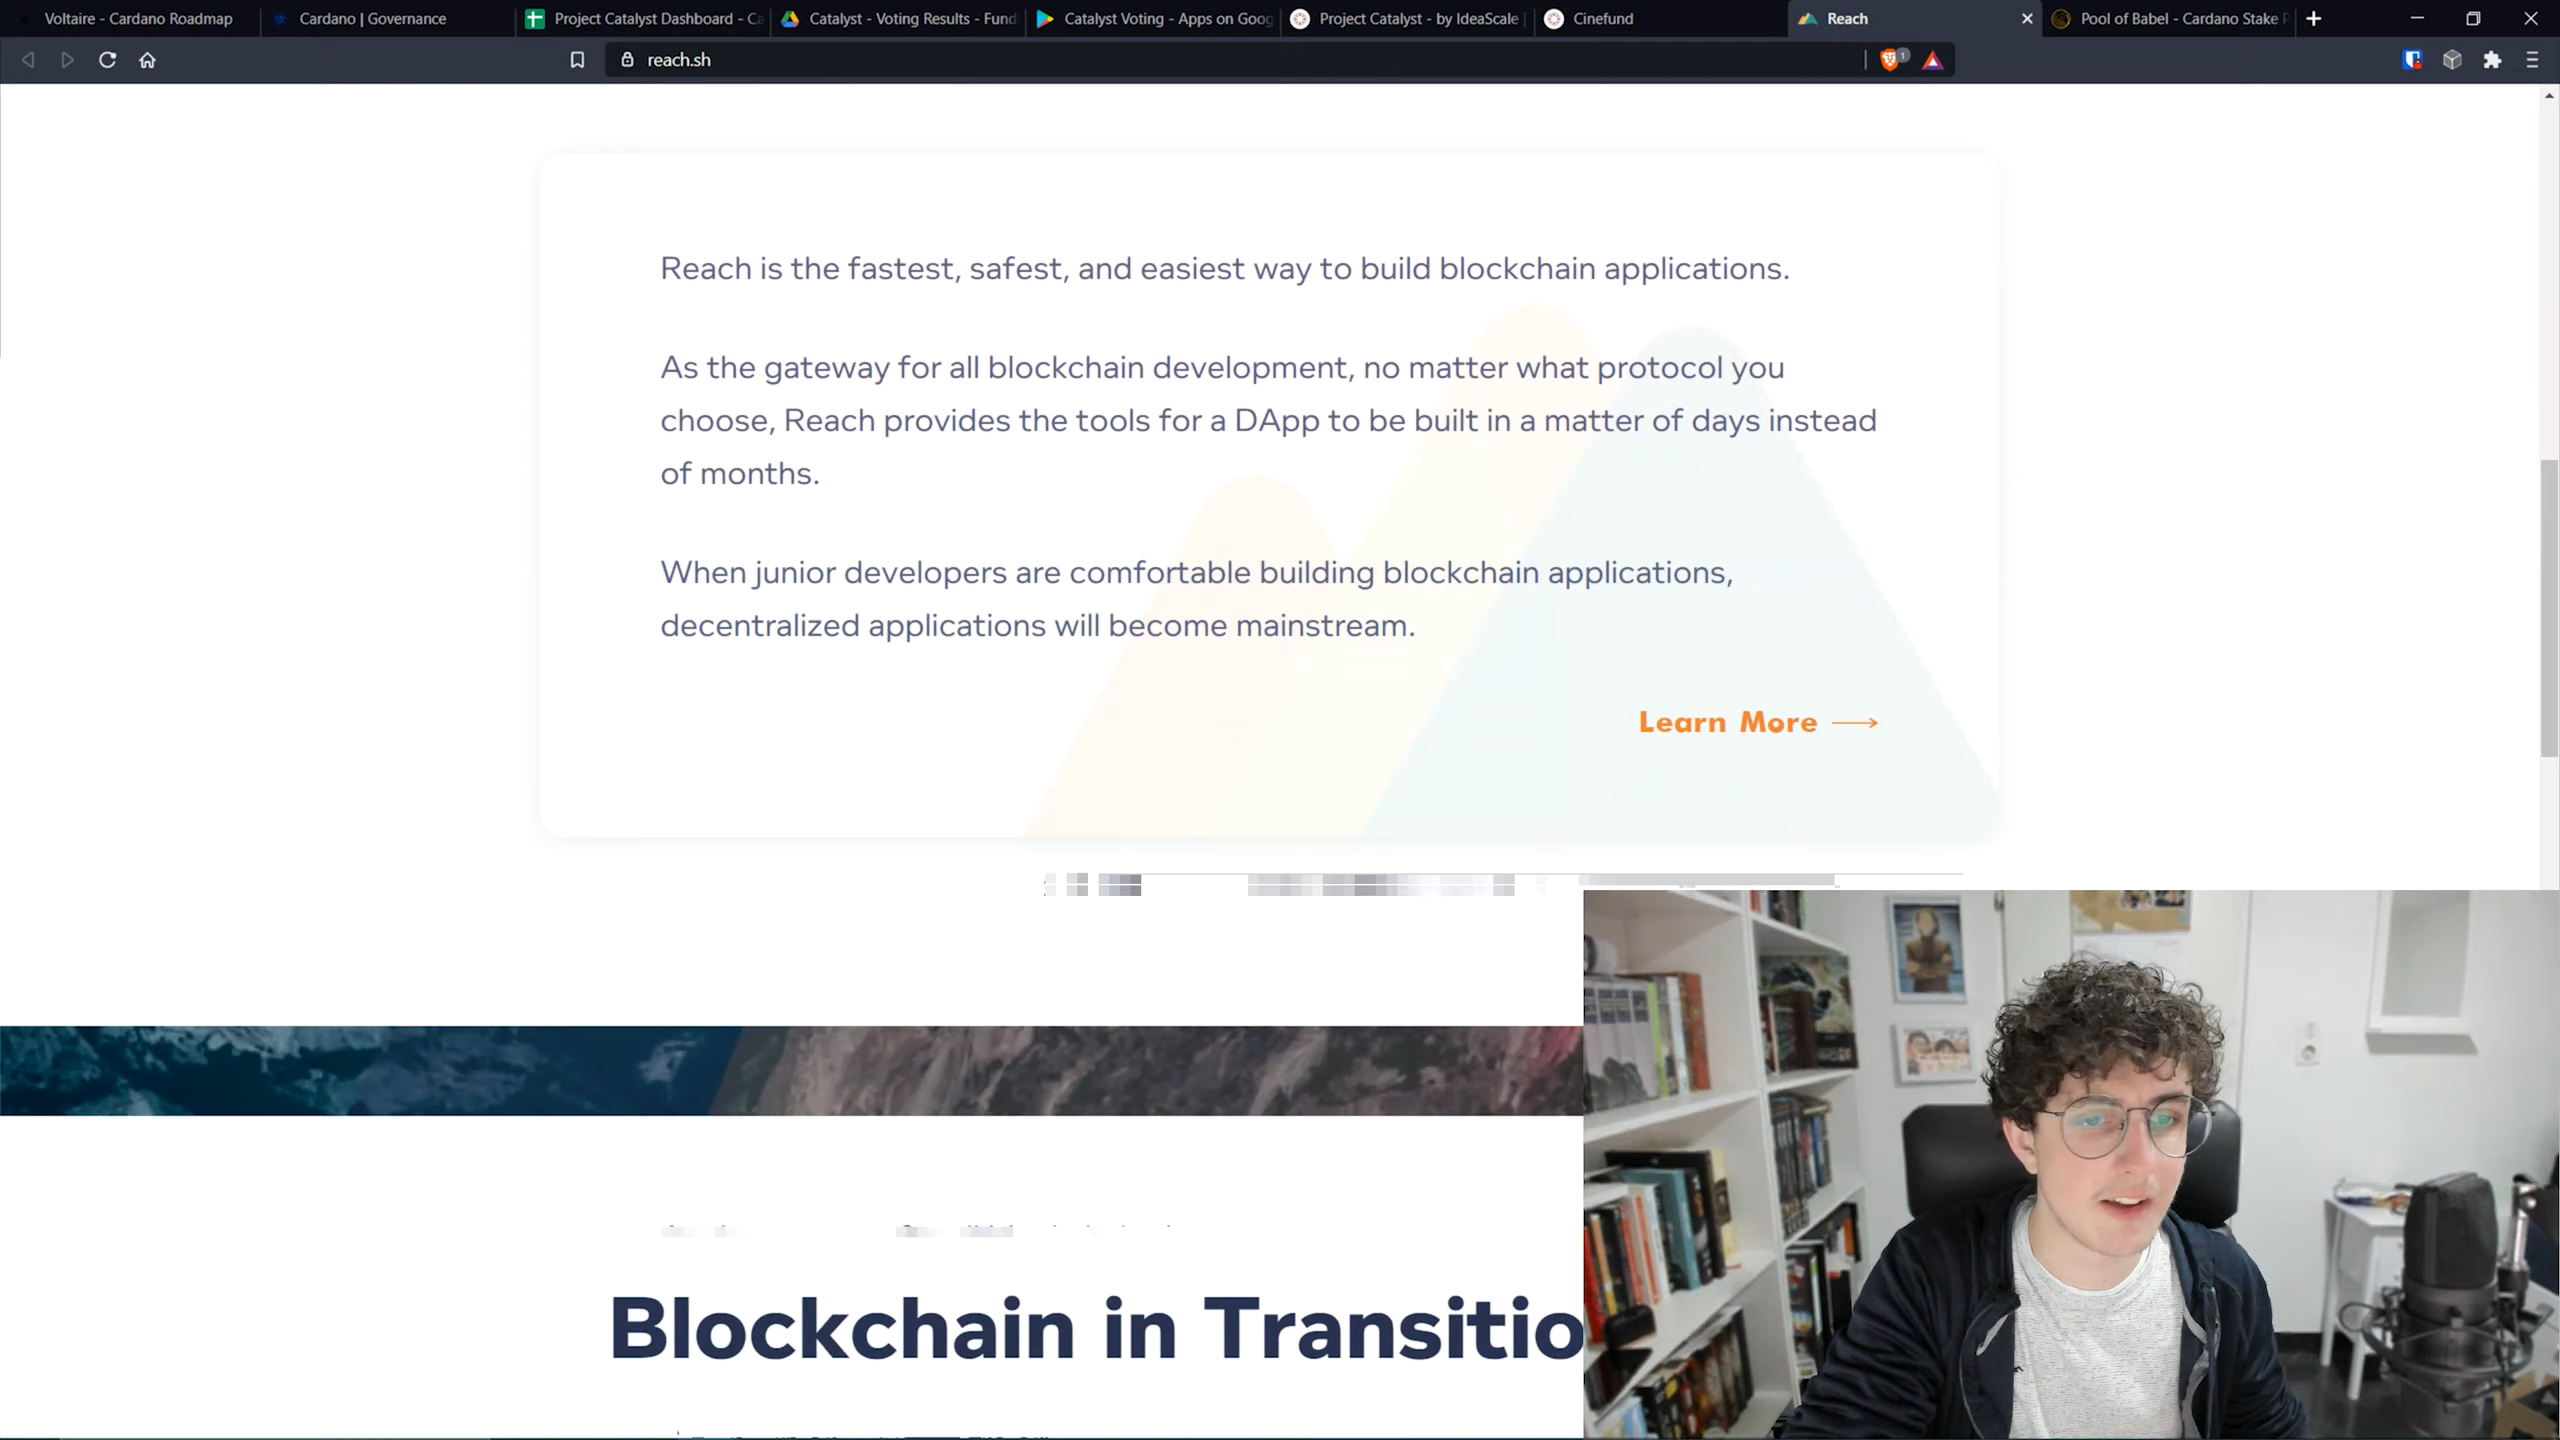 Voltaire - Cardano Roadmap
Cardano | Governance
Project Catalyst Dashboard - Ca
Catalyst - Voting Results - Fund
Catalyst Voting - Apps on Goog
Project Catalyst - by IdeaScale
Cinefund
Reach
Pool of Babel - Cardano Stake P
reach.sh
1
Reach is the fastest, safest, and easiest way to build blockchain applications.
As the gateway for all blockchain development, no matter what protocol you
choose, Reach provides the tools for a DApp to be built in a matter of days instead
of months.
When junior developers are comfortable building blockchain applications,
decentralized applications will become mainstream.
Learn More
Blockchain in Transitio